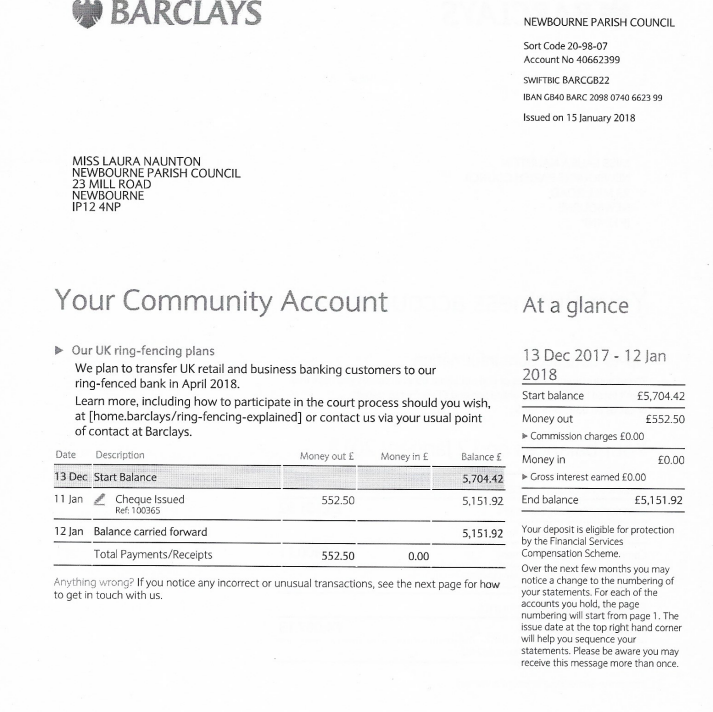 BARCLAYS
NEWBOURNE PARISH COUNCIL
Sort Code 20-98-07
Account No 40662399
SWIFTBIC BARCGB22
IBAN GB40 BARC 2098 0740 6623 99
Issued on 15 January 2018
MISS LAURA NAUNTON
NEWBOURNE PARISH COUNCIL
23 MILL ROAD
NEWBOURNE
IP12 4NP
Your Community Account
Our UK ring-fencing plans
We plan to transfer UK retail and business banking customers to our
ring-fenced bank in April 2018.
Learn more, including how to participate in the court process should you wish,
at [home.barclays/ring-fencing-explained] or contact us via your usual point
of contact at Barclays.
Date Description Money out £ Money in £ Balance £
13 Dec Start Balance 5,704.42
11 Jan Cheque Issued 552.50 5,151.92
Ref: 100365
12 Jan Balance carried forward 5,151.92
Total Payments/Receipts 552.50 0.00
Anything wrong? If you notice any incorrect or unusual transactions, see the next page for how
to get in touch with us.
At a glance
13 Dec 2017 - 12 Jan
2018
Start balance £5,704.42
Money out £552.50
Commission charges £0.00
Money in £0.00
Gross interest earned £0.00
End balance £5,151.92
Your deposit is eligible for protection
by the Financial Services
Compensation Scheme.
Over the next few months you may
notice a change to the numbering of
your statements. For each of the
accounts you hold, the page
numbering will start from page 1. The
issue date at the top right hand corner
will help you sequence your
statements. Please be aware you may
receive this message more than once.